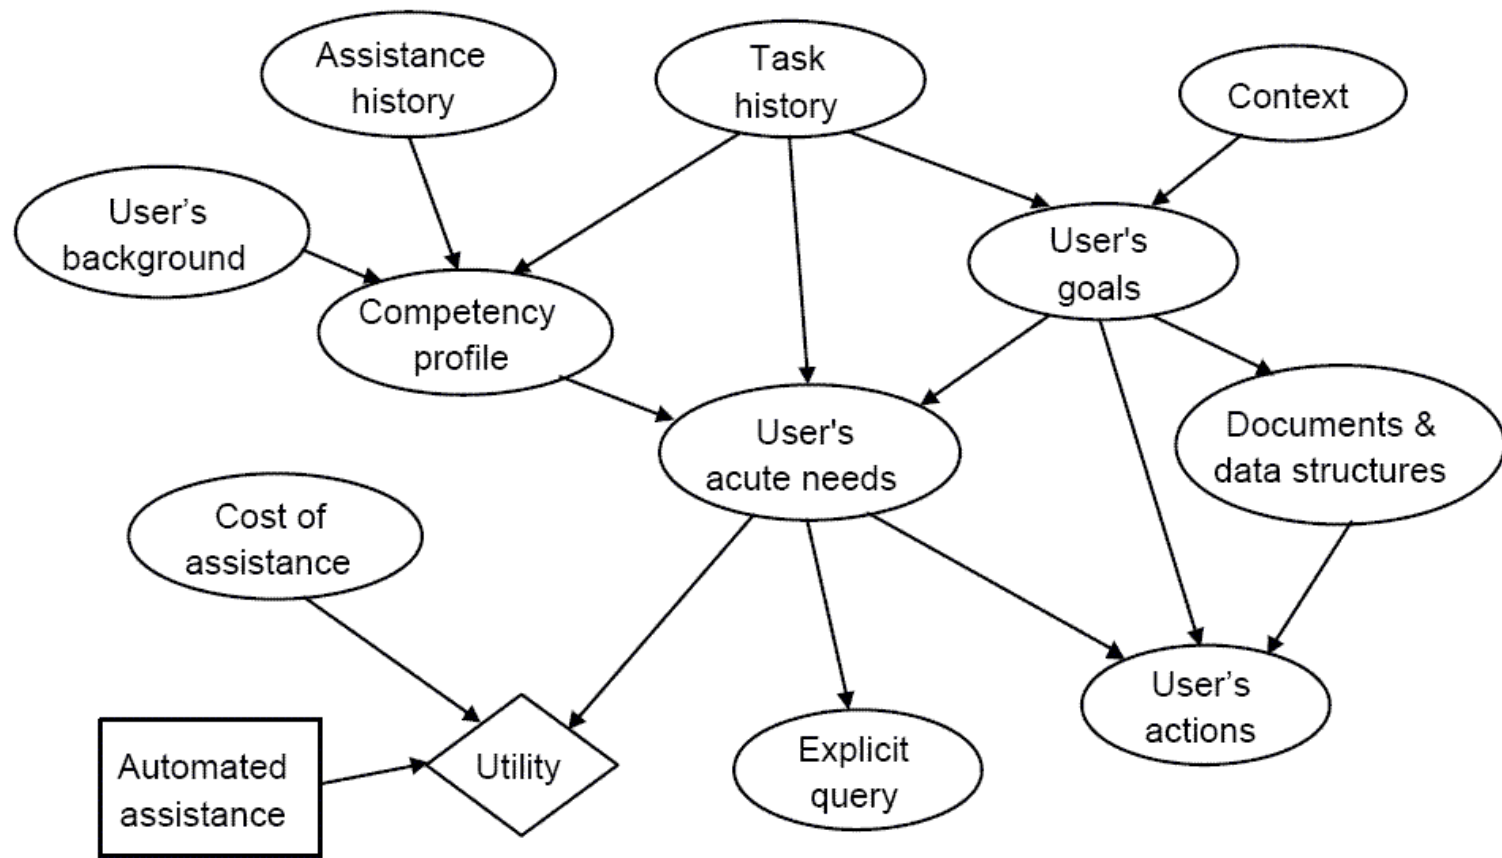 Assistance
history
Task
history
Context
User’s
background
User's
goals
Competency
profile
User's
acute needs
Documents &
data structures
Cost of
assistance
User’s
actions
Automated
assistance
Utility
Explicit
query